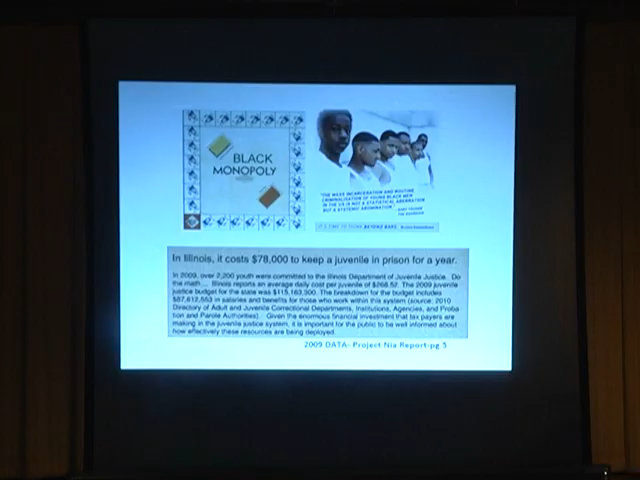 BLACK
MONOPOLY
"THE MASS INCARCERATION AND ROUTINE
CRIMINALIZATION OF YOUNG BLACK MEN
IN THE US IS NOT A STATISTICAL ABERRATION
BUT A SYSTEMIC ABOMINATION."
IT'S TIME TO THINK BEYOND BARS.
In Illinois, it costs $78,000 to keep a juvenile in prison for a year.
In 2009, over 2,200 youth were committed to the Illinois Department of Juvenile Justice. Do
the math ... Illinois reports an average daily cost per juvenile of $268.52. The 2009 juvenile
justice budget for the state was $115,163,300. The breakdown for the budget includes
$87,612,553 in salaries and benefits for those who work within this system (source: 2010
Directory of Adult and Juvenile Correctional Departments, Institutions, Agencies, and Proba
tion and Parole Authorities). Given the enormous financial investment that tax payers are
making in the juvenile justice system, it is important for the public to be well informed about
how effectively these resources are being deployed.
2009 DATA- Project Nia Report-pg 5